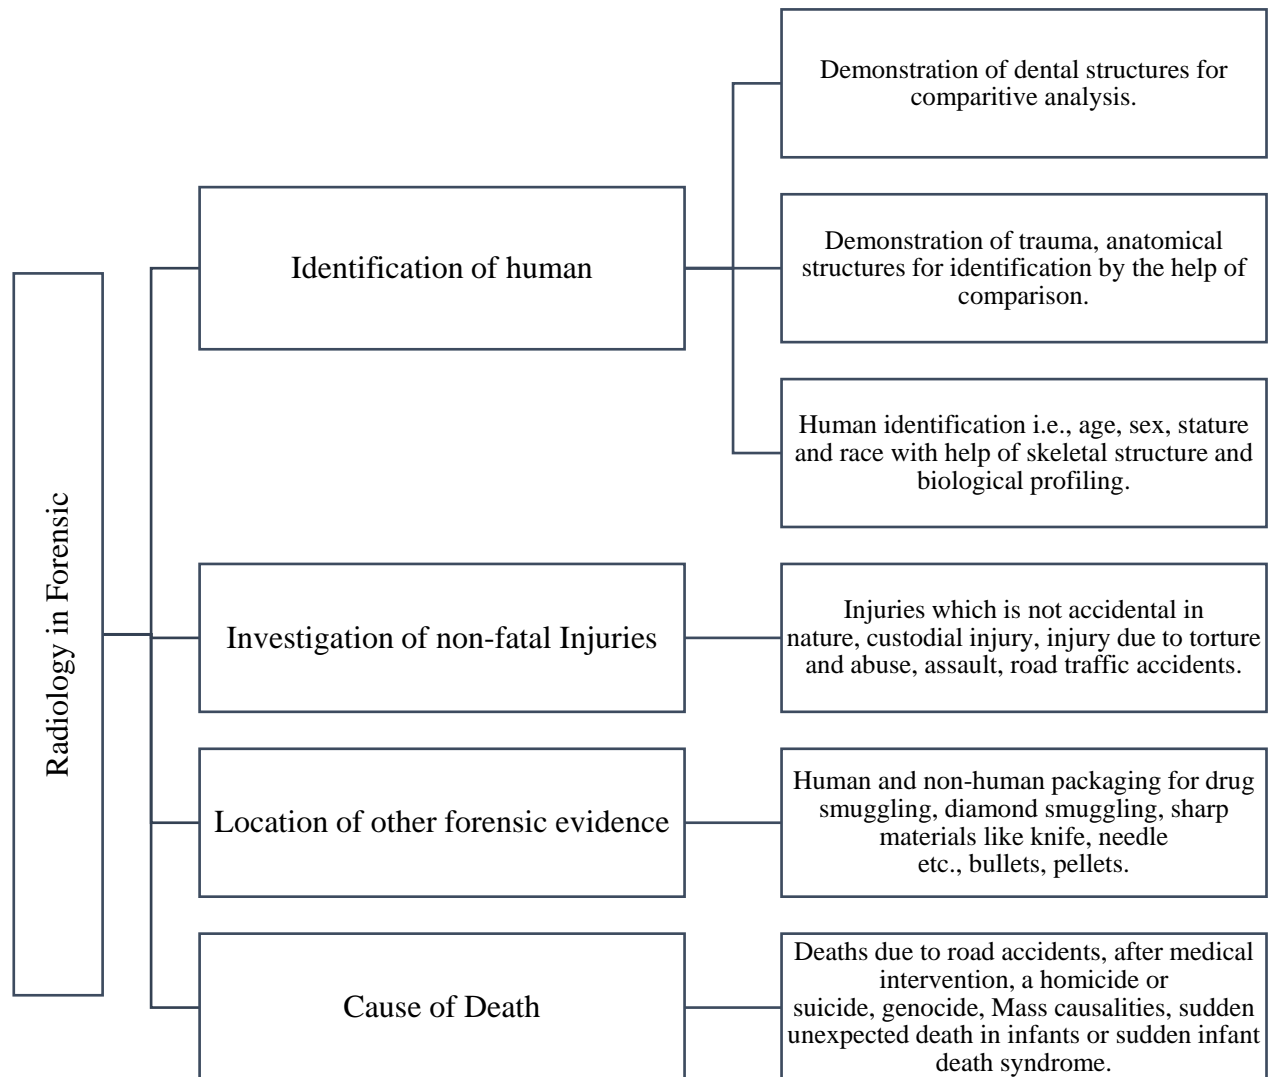 Radiology in Forensic
Identification of human
Demonstration of dental structures for
comparitive analysis.
Demonstration of trauma, anatomical
structures for identification by the help of
comparison.
Human identification i.e., age, sex, stature
and race with help of skeletal structure and
biological profiling.
Investigation of non-fatal Injuries
Injuries which is not accidental in
nature, custodial injury, injury due to torture
and abuse, assault, road traffic accidents.
Location of other forensic evidence
Human and non-human packaging for drug
smuggling, diamond smuggling, sharp
materials like knife, needle
etc., bullets, pellets.
Cause of Death
Deaths due to road accidents, after medical
intervention, a homicide or
suicide, genocide, Mass causalities, sudden
unexpected death in infants or sudden infant
death syndrome.